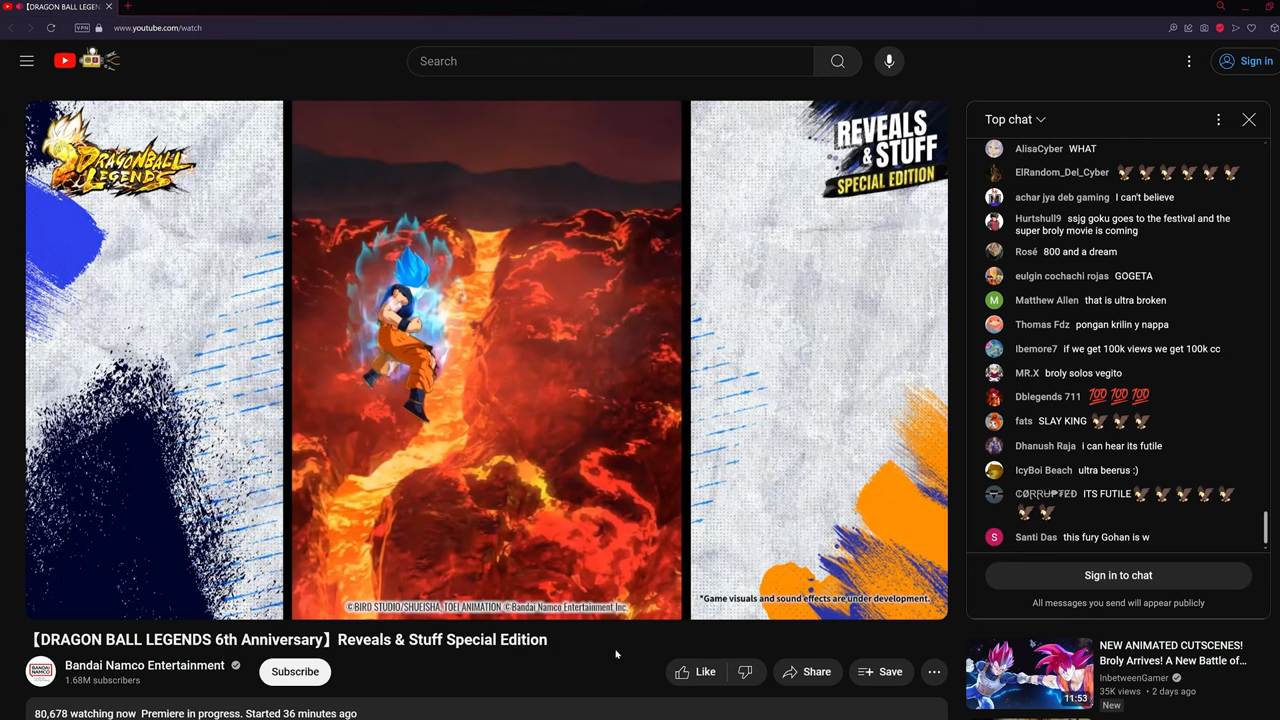 【DRAGON BALL LEGEN
VPN
www.youtube.com/watch
Search
Sign in
DRAGONBALL
LEGENDS
REVEALS
& STUFF
SPECIAL EDITION
©BIRD STUDIO/SHUEISHA, TOEI ANIMATION ©Bandai Namco Entertainment Inc.
*Game visuals and sound effects are under development.
Top chat
AlisaCyber WHAT
ElRandom_Del_Cyber
achar jya deb gaming I can't believe
Hurtshull9 ssjg goku goes to the festival and the
super broly movie is coming
Rosé 800 and a dream
eulgin cochachi rojas GOGETA
M Matthew Allen that is ultra broken
Thomas Fdz pongan krilin y nappa
Ibemore7 if we get 100k views we get 100k cc
MR.X broly solos vegito
Dblegends 711 💯 💯 💯
fats SLAY KING
Dhanush Raja i can hear its futile
IcyBoi Beach ultra beerus :)
ITS FUTILE
S Santi Das this fury Gohan is w
Sign in to chat
All messages you send will appear publicly
【DRAGON BALL LEGENDS 6th Anniversary】Reveals & Stuff Special Edition
BANDAI
NAMCO
Bandai Namco Entertainment
1.68M subscribers
Subscribe
Like
Share
Save
80,678 watching now Premiere in progress. Started 36 minutes ago
11:53
NEW ANIMATED CUTSCENES!
Broly Arrives! A New Battle of...
InbetweenGamer
35K views • 2 days ago
New